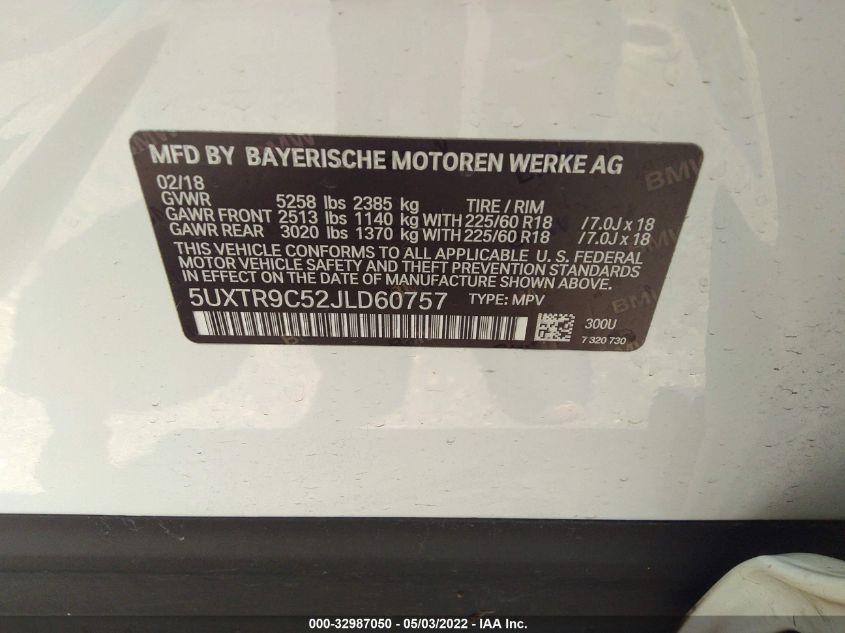 MFD BY BAYERISCHE MOTOREN WERKE AG
02/18
GVWR 5258 lbs 2385 kg TIRE / RIM
GAWR FRONT 2513 lbs 1140 kg WITH 225/60 R18 / 7.0J x 18
GAWR REAR 3020 lbs 1370 kg WITH 225/60 R18 / 7.0J x 18
THIS VEHICLE CONFORMS TO ALL APPLICABLE U. S. FEDERAL
MOTOR VEHICLE SAFETY AND THEFT PREVENTION STANDARDS
IN EFFECT ON THE DATE OF MANUFACTURE SHOWN ABOVE.
5UXTR9C52JLD60757 TYPE: MPV
300U
7 320 730
000-32987050 - 05/03/2022 - IAA Inc.